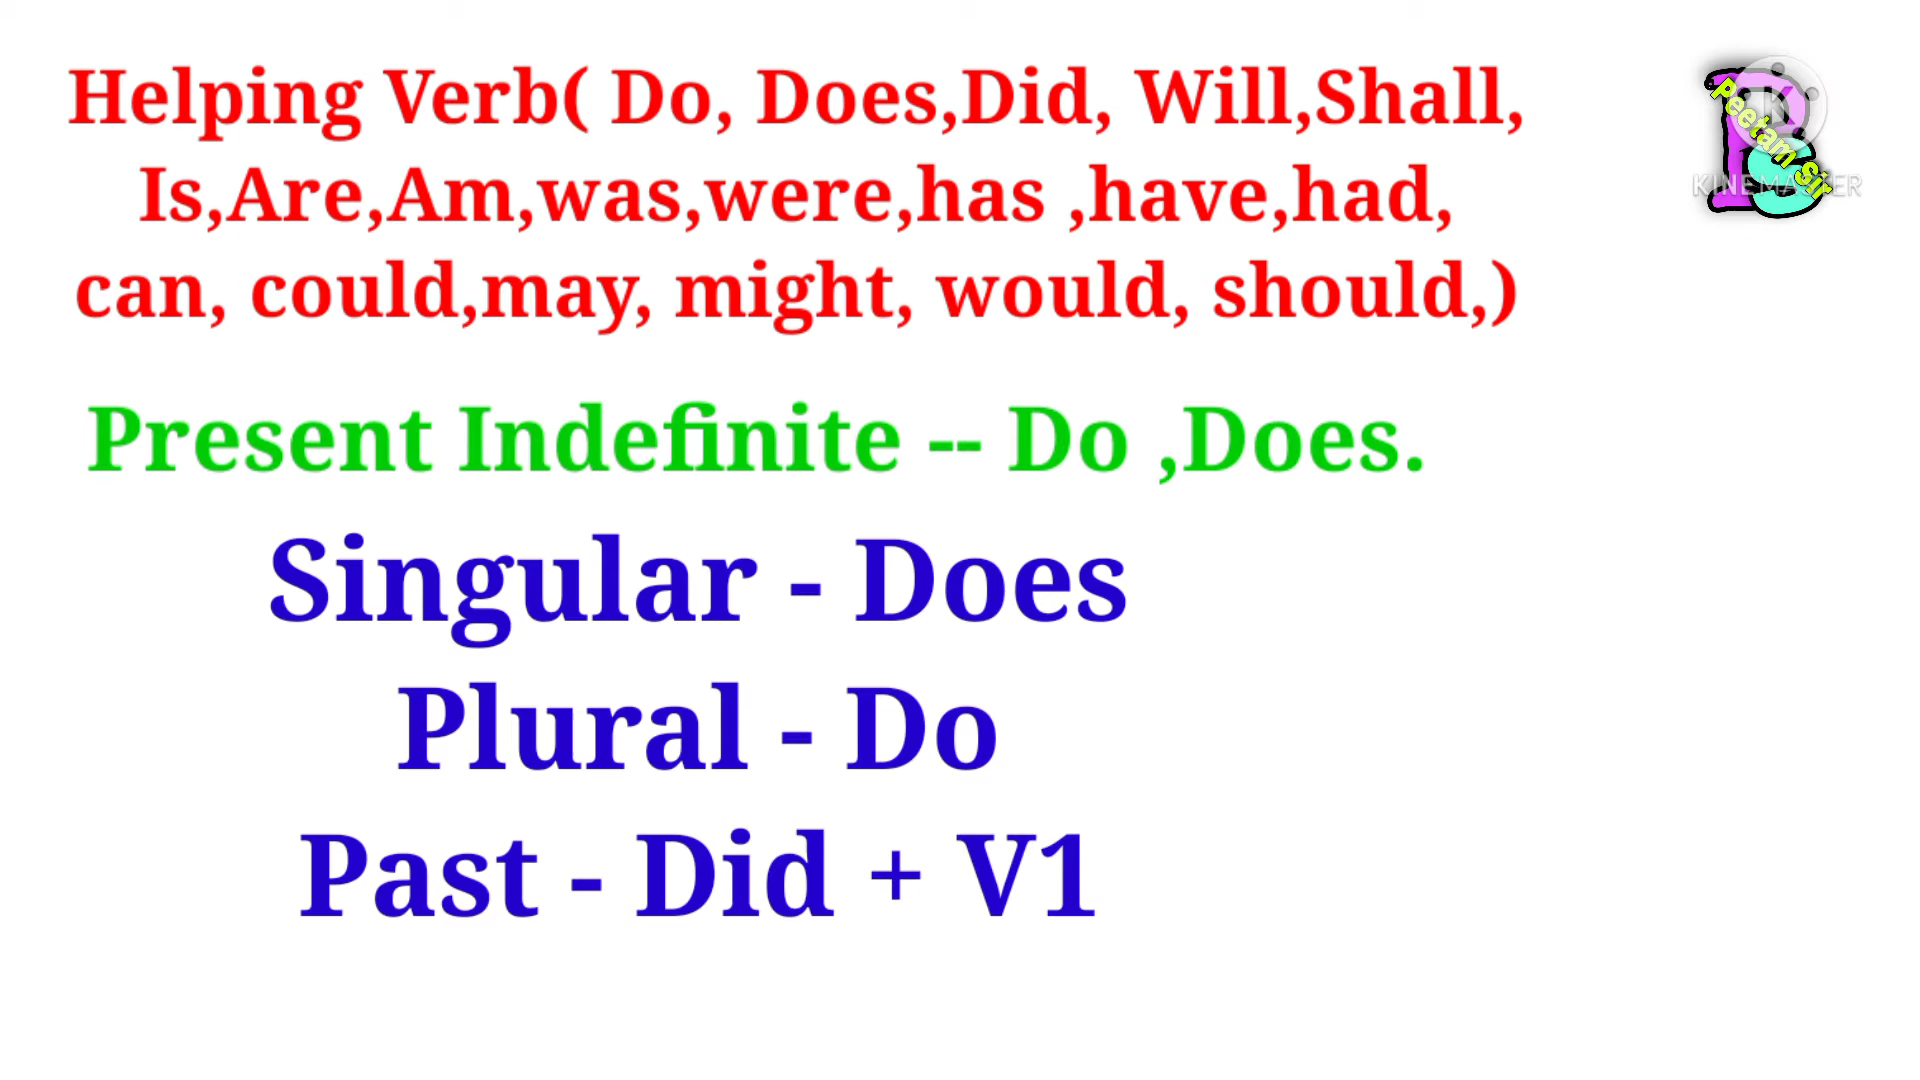 Helping Verb( Do, Does,Did, Will,Shall,
Is,Are,Am,was,were,has ,have,had,
can, could,may, might, would, should,)
Present Indefinite -- Do ,Does.
Singular - Does
Plural - Do
Past - Did + V1
Peetam sir
K
KINEMASTER